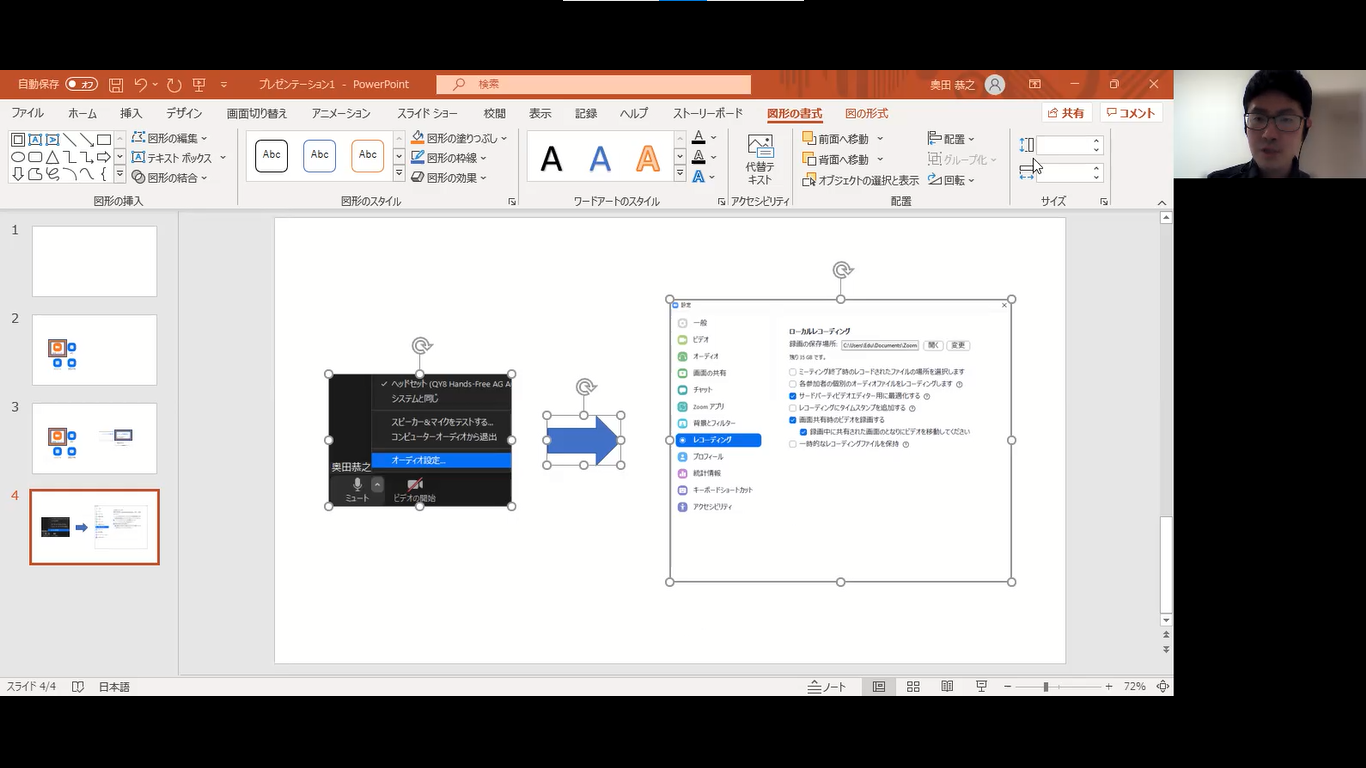 自動保存 オフ プレゼンテーション1 - PowerPoint 検索 奥田 恭之
ファイル ホーム 挿入 デザイン 画面切り替え アニメーション スライド ショー 校閲 表示 記録 ヘルプ ストーリーボード 図形の書式 図の形式 共有 コメント
図形の編集
テキスト ボックス
図形の結合
図形の挿入
Abc Abc Abc
図形の塗りつぶし
図形の枠線
図形の効果
図形のスタイル
A A A
ワードアートのスタイル
代替テ
キスト
アクセシビリティ
前面へ移動
背面へ移動
オブジェクトの選択と表示
配置
グループ化
回転
配置
サイズ
1
2
3
4
ヘッドセット (QY8 Hands-Free AG A
システムと同じ
スピーカー&マイクをテストする...
コンピューターオーディオから退出
オーディオ設定...
奥田恭之
ミュート ビデオの開始
設定
一般
ビデオ
オーディオ
画面の共有
チャット
Zoom アプリ
背景とフィルター
レコーディング
プロフィール
統計情報
キーボードショートカット
アクセシビリティ
ローカルレコーディング
録画の保存場所: C:\Users\Edu\Documents\Zoom 開く 変更
残り35 GB です。
ミーティング終了時のレコードされたファイルの場所を選択します
各参加者の個別のオーディオファイルをレコーディングします
サードパーティビデオエディター用に最適化する
レコーディングにタイムスタンプを追加する
画面共有時のビデオを録画する
録画中に共有された画面のとなりにビデオを移動してください
一時的なレコーディングファイルを保持
スライド 4/4 日本語 ノート 72%